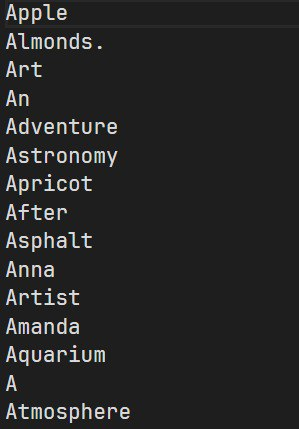 Apple
Almonds.
Art
An
Adventure
Astronomy
Apricot
After
Asphalt
Anna
Artist
Amanda
Aquarium
A
Atmosphere